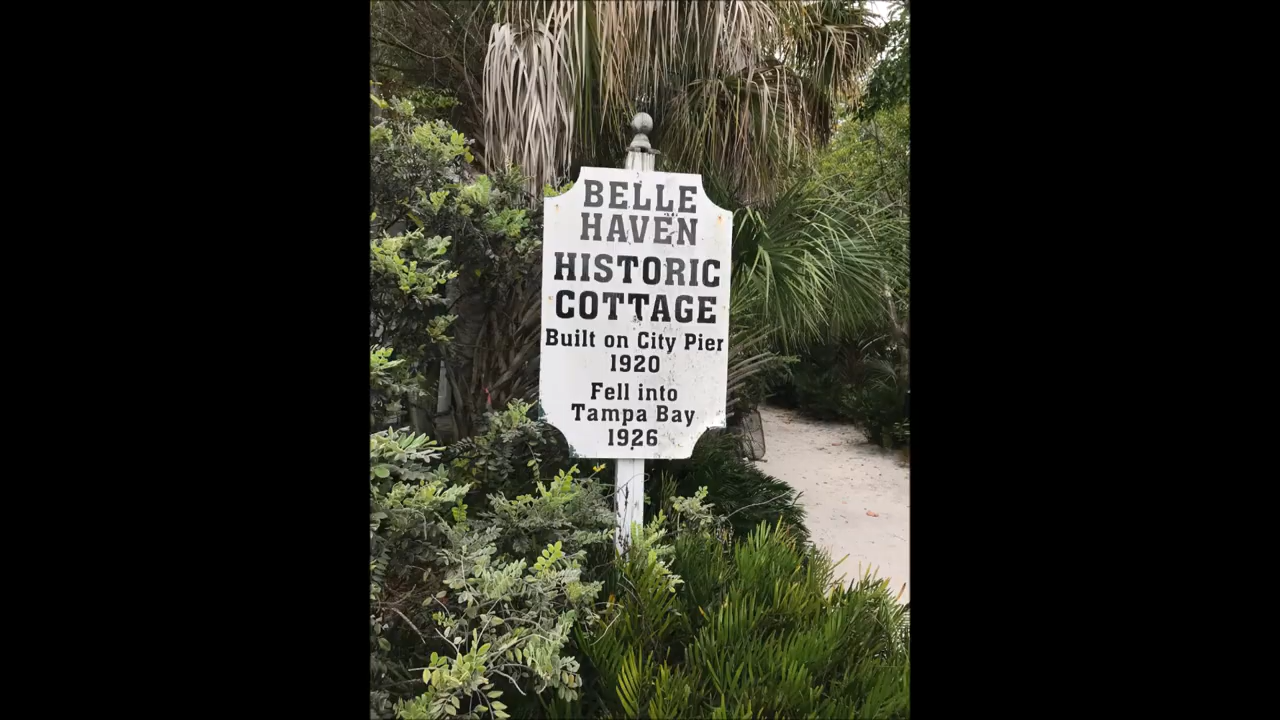 BELLE
HAVEN
HISTORIC
COTTAGE
Built on City Pier
1920
Fell into
Tampa Bay
1926